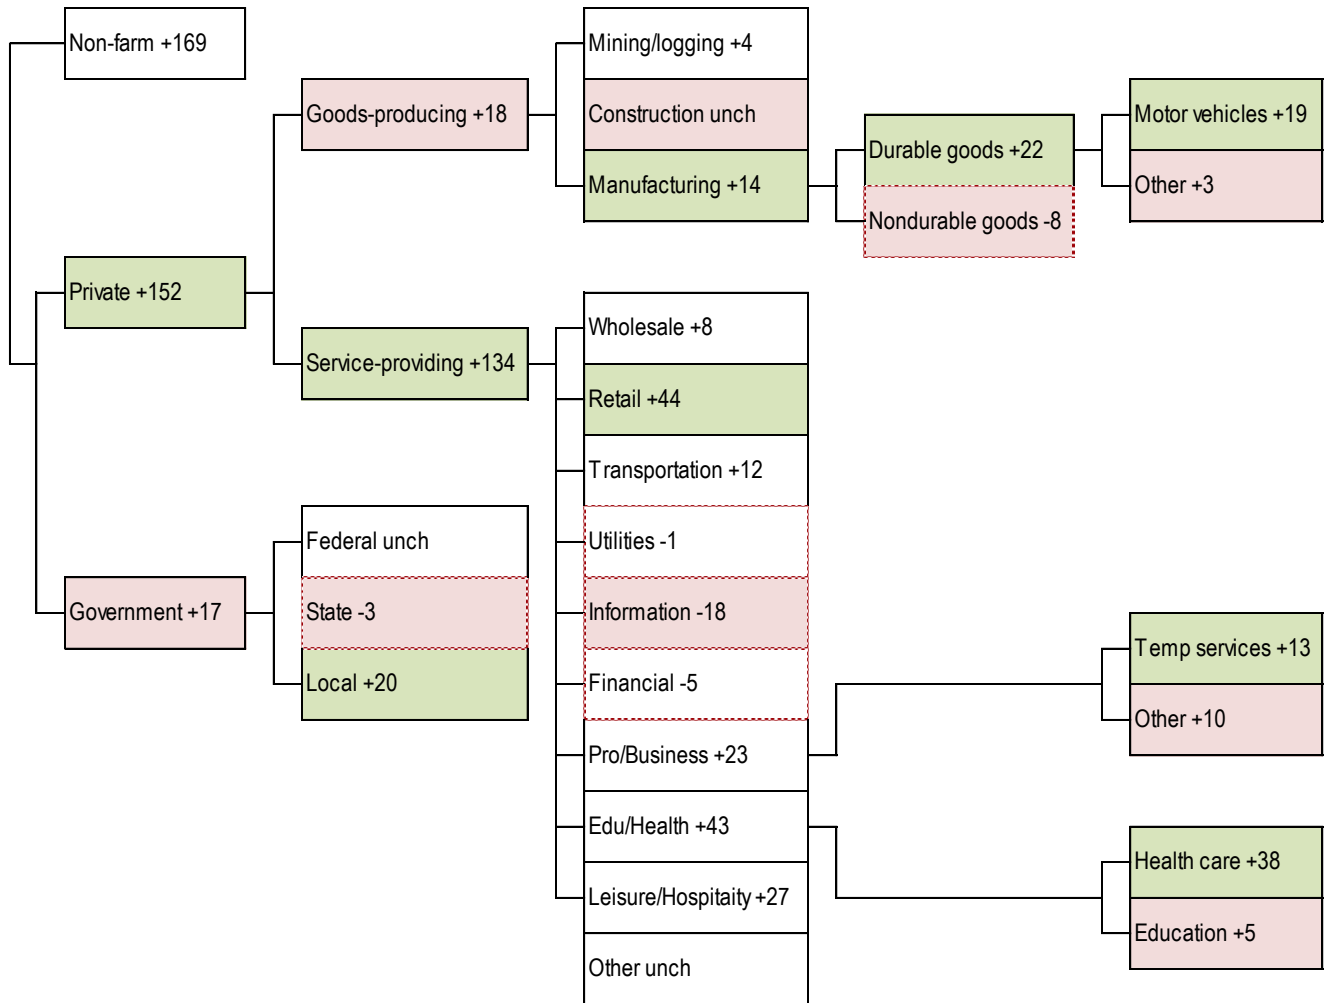 Non-farm +169
Private +152
Government +17
Goods-producing +18
Service-providing +134
Federal unch
State -3
Local +20
Mining/logging +4
Construction unch
Manufacturing +14
Wholesale +8
Retail +44
Transportation +12
Utilities -1
Information -18
Financial -5
Pro/Business +23
Edu/Health +43
Leisure/Hospitaity +27
Other unch
Durable goods +22
Nondurable goods -8
Motor vehicles +19
Other +3
Temp services +13
Other +10
Health care +38
Education +5